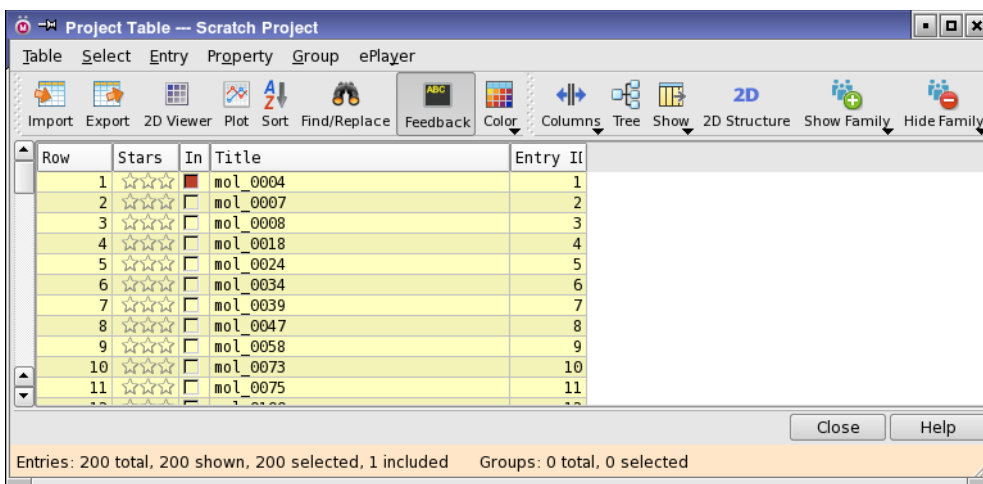 Project Table --- Scratch Project
Table Select Entry Property Group ePlayer
ABC 2D
Import Export 2D Viewer Plot Sort Find/Replace Feedback Color Columns Tree Show 2D Structure Show Family Hide Family
Row Stars In Title Entry I
1 mol_0004 1
2 mol_0007 2
3 mol_0008 3
4 mol_0018 4
5 mol_0024 5
6 mol_0034 6
7 mol_0039 7
8 mol_0047 8
9 mol_0058 9
10 mol_0073 10
11 mol_0075 11
Close Help
Entries: 200 total, 200 shown, 200 selected, 1 included Groups: 0 total, 0 selected